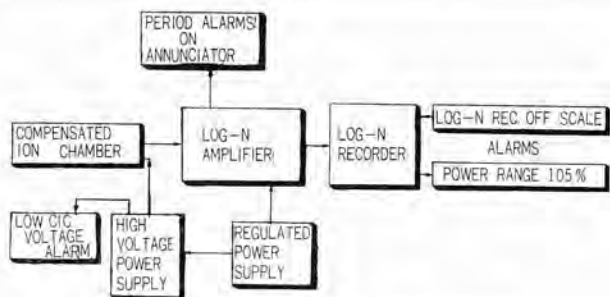 PERIOD ALARMS
ON
ANNUNCIATOR
COMPENSATED
ION CHAMBER
LOG-N
AMPLIFIER
LOG-N
RECORDER
LOG-N REC. OFF SCALE
ALARMS
POWER RANGE 105%
LOW CIC
VOLTAGE
ALARM
HIGH
VOLTAGE
POWER
SUPPLY
REGULATED
POWER
SUPPLY